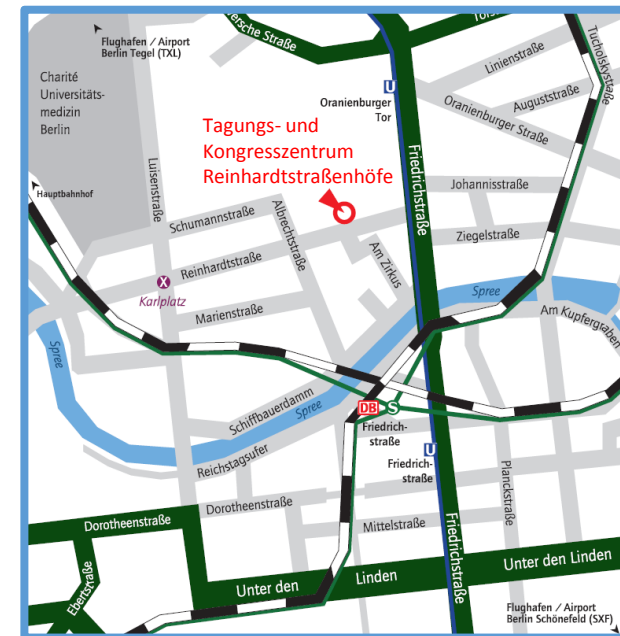 Flughafen / Airport
Berlin Tegel (TXL)
ersche Straße
Tucholskystraße
Linienstraße
Charité
Universitäts-
medizin
Berlin
U
Oranienburger
Tor
Auguststraße
Oranienburger Straße
Tagungs- und
Kongresszentrum
Reinhardtstraßenhöfe
Friedrichstraße
Luisenstraße
Hauptbahnhof
Johannisstraße
Schumannstraße
Albrechtstraße
Ziegelstraße
Reinhardtstraße
Am Zirkus
X
Karlplatz
Spree
Marienstraße
Am Kupfergraben
Spree
Schiffbauerdamm
Spree
DB
S
Friedrich-
straße
U
Friedrich-
straße
Reichstagsufer
Planckstraße
Dorotheenstraße
Dorotheenstraße
Mittelstraße
Friedrichstraße
Unter den Linden
Unter den
Linden
Ebertstraße
Flughafen / Airport
Berlin Schönefeld (SXF)